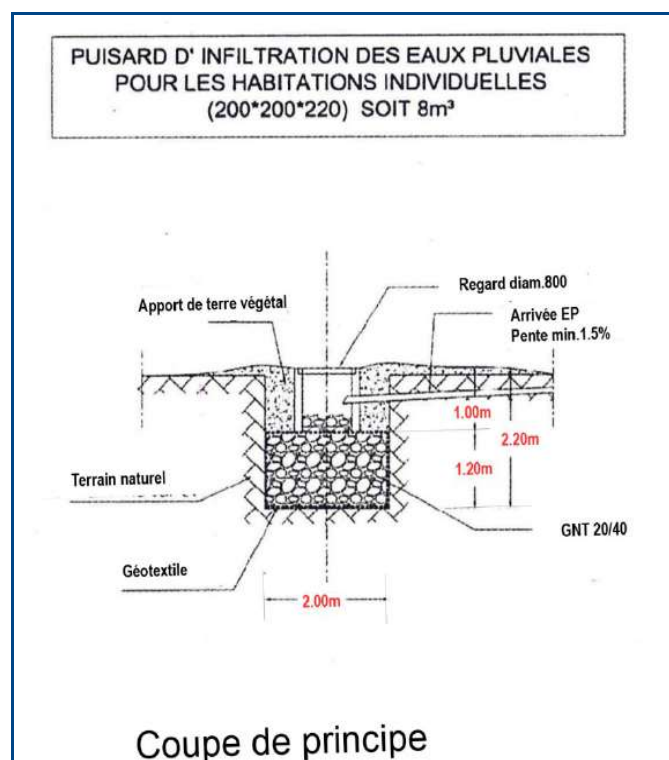 PUISARD D' INFILTRATION DES EAUX PLUVIALES
POUR LES HABITATIONS INDIVIDUELLES
(200*200*220) SOIT 8m³
Regard diam.800
Apport de terre végétal
Arrivée EP
Pente min.1.5%
1.00m
2.20m
1.20m
Terrain naturel
GNT 20/40
Géotextile
2.00m
Coupe de principe